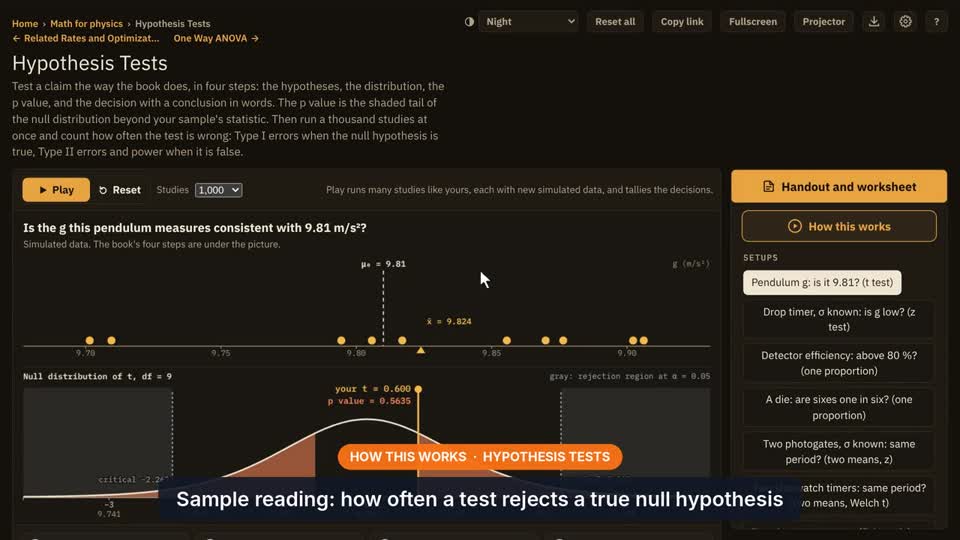 Home › Math for physics › Hypothesis Tests
← Related Rates and Optimizat... One Way ANOVA →
Night
Reset all
Copy link
Fullscreen
Projector
?
Hypothesis Tests
Test a claim the way the book does, in four steps: the hypotheses, the distribution, the
p value, and the decision with a conclusion in words. The p value is the shaded tail of
the null distribution beyond your sample's statistic. Then run a thousand studies at
once and count how often the test is wrong: Type I errors when the null hypothesis is
true, Type II errors and power when it is false.
Play
Reset
Studies
1,000
Play runs many studies like yours, each with new simulated data, and tallies the decisions.
Is the g this pendulum measures consistent with 9.81 m/s²?
Simulated data. The book's four steps are under the picture.
μ₀ = 9.81
g (m/s²)
x̄ = 9.824
9.70
9.75
9.80
9.85
9.90
Null distribution of t, df = 9
gray: rejection region at α = 0.05
your t = 0.600
p value = 0.5635
−3
9.741
HOW THIS WORKS · HYPOTHESIS TESTS
Sample reading: how often a test rejects a true null hypothesis
Handout and worksheet
How this works
SETUPS
Pendulum g: is it 9.81? (t test)
Drop timer, σ known: is g low? (z
test)
Detector efficiency: above 80 %?
(one proportion)
A die: are sixes one in six? (one
proportion)
Two photogates, σ known: same
period? (two means, z)
watch timers: same period?
means, Welch t)